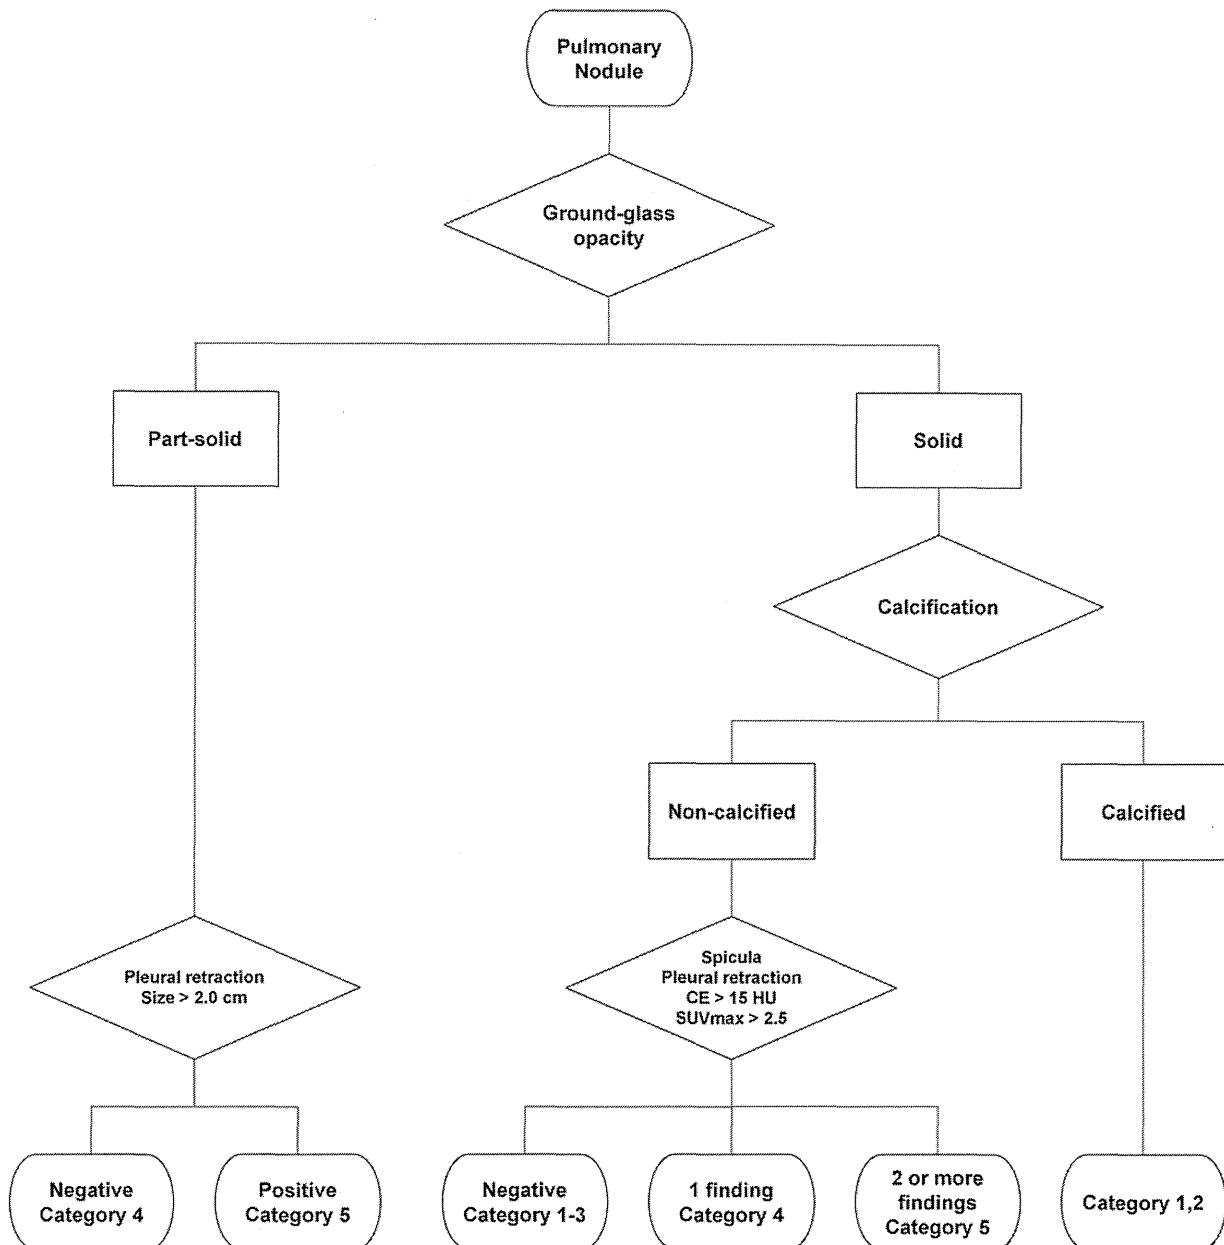 Pulmonary
Nodule
Ground-glass
opacity
Part-solid
Solid
Calcification
Non-calcified
Calcified
Pleural retraction
Size > 2.0 cm
Spicula
Pleural retraction
CE > 15 HU
SUVmax > 2.5
Negative
Category 4
Positive
Category 5
Negative
Category 1-3
1 finding
Category 4
2 or more
findings
Category 5
Category 1,2